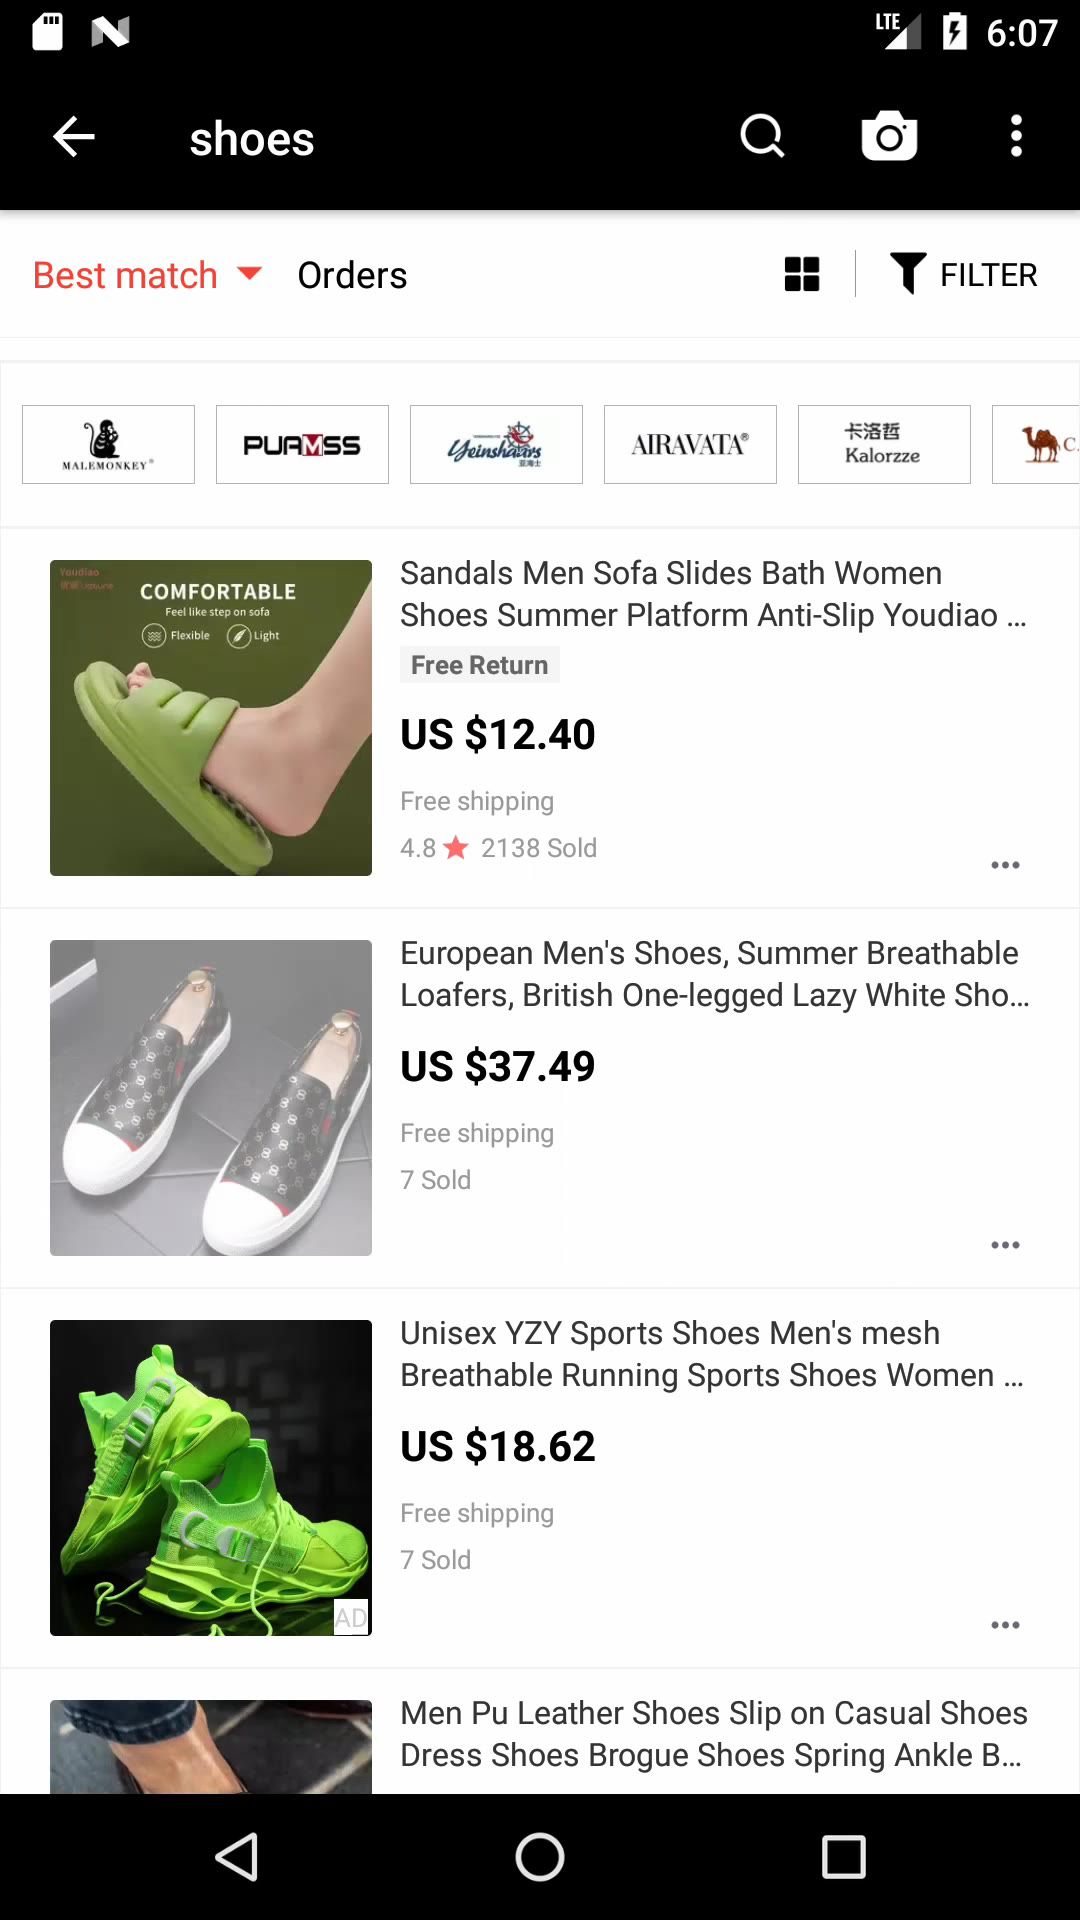 LTE 6:07
shoes
Best match Orders FILTER
MALEMONKEY®
PUAMSS
Yeinshaars
亚海士
AIRAVATA®
卡洛哲
Kalorzze
C
Youdiao
COMFORTABLE
Feel like step on sofa
Flexible Light
Sandals Men Sofa Slides Bath Women
Shoes Summer Platform Anti-Slip Youdiao ...
Free Return
US $12.40
Free shipping
4.8 2138 Sold
European Men's Shoes, Summer Breathable
Loafers, British One-legged Lazy White Sho...
US $37.49
Free shipping
7 Sold
Unisex YZY Sports Shoes Men's mesh
Breathable Running Sports Shoes Women ...
US $18.62
Free shipping
7 Sold
AD
Men Pu Leather Shoes Slip on Casual Shoes
Dress Shoes Brogue Shoes Spring Ankle B...